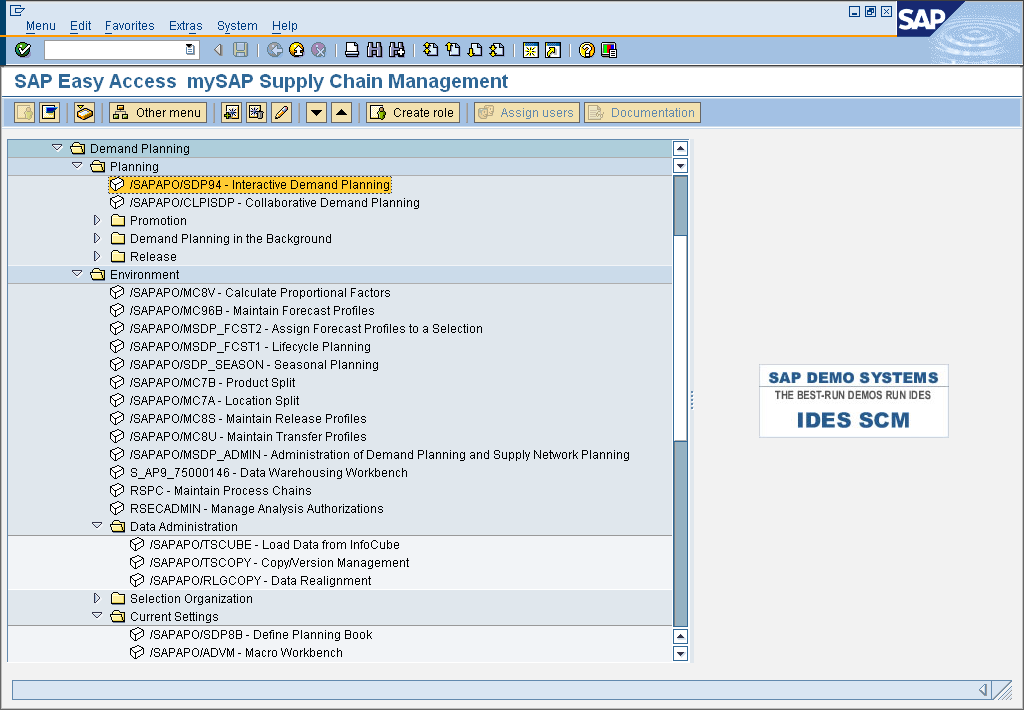 Menu Edit Favorites Extras System Help
SAP
SAP Easy Access mySAP Supply Chain Management
Other menu Create role Assign users Documentation
Demand Planning
Planning
/SAPAPO/SDP94 - Interactive Demand Planning
/SAPAPO/CLPISDP - Collaborative Demand Planning
Promotion
Demand Planning in the Background
Release
Environment
/SAPAPO/MC8V - Calculate Proportional Factors
/SAPAPO/MC96B - Maintain Forecast Profiles
/SAPAPO/MSDP_FCST2 - Assign Forecast Profiles to a Selection
/SAPAPO/MSDP_FCST1 - Lifecycle Planning
/SAPAPO/SDP_SEASON - Seasonal Planning
/SAPAPO/MC7B - Product Split
/SAPAPO/MC7A - Location Split
/SAPAPO/MC8S - Maintain Release Profiles
/SAPAPO/MC8U - Maintain Transfer Profiles
/SAPAPO/MSDP_ADMIN - Administration of Demand Planning and Supply Network Planning
S_AP9_75000146 - Data Warehousing Workbench
RSPC - Maintain Process Chains
RSECADMIN - Manage Analysis Authorizations
Data Administration
/SAPAPO/TSCUBE - Load Data from InfoCube
/SAPAPO/TSCOPY - Copy/Version Management
/SAPAPO/RLGCOPY - Data Realignment
Selection Organization
Current Settings
/SAPAPO/SDP8B - Define Planning Book
/SAPAPO/ADVM - Macro Workbench
SAP DEMO SYSTEMS
THE BEST-RUN DEMOS RUN IDES
IDES SCM